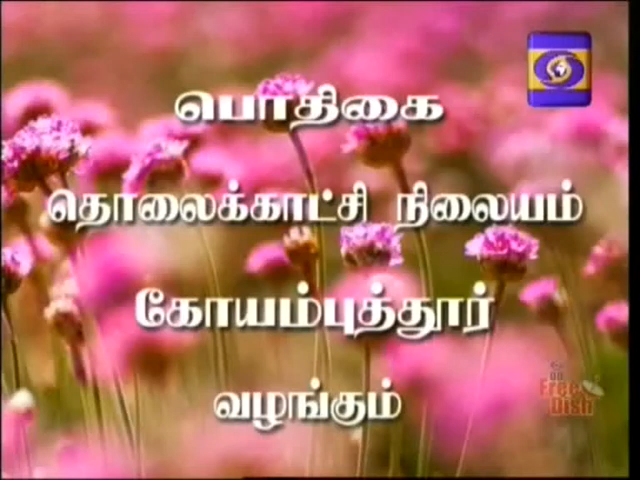 பொதிகை
தொலைக்காட்சி நிலையம்
கோயம்புத்தூர்
வழங்கும்
DD
Free
Dish